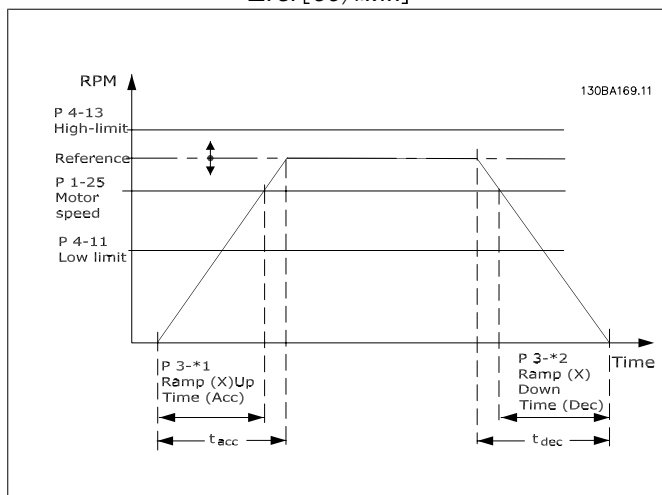 RPM
130BA169.11
P 4-13
High-limit
Reference
P 1-25
Motor
speed
P 4-11
Low limit
P 3-*1
Ramp (X)Up
Time (Acc)
P 3-*2
Ramp (X)
Down
Time (Dec)
Time
tacc
tdec